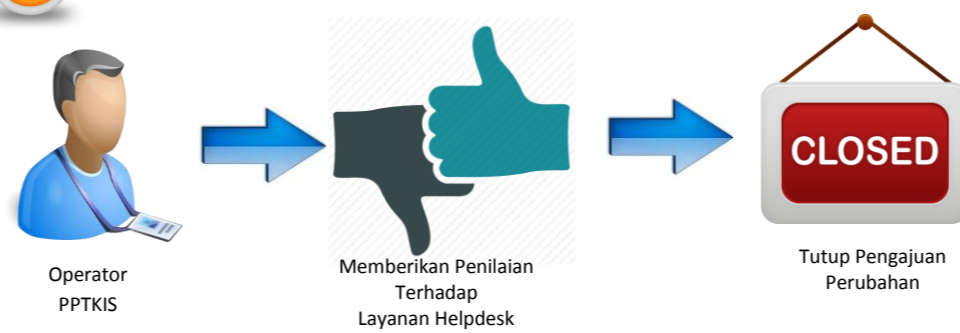 CLOSED
Operator
PPTKIS
Memberikan Penilaian
Terhadap
Layanan Helpdesk
Tutup Pengajuan
Perubahan